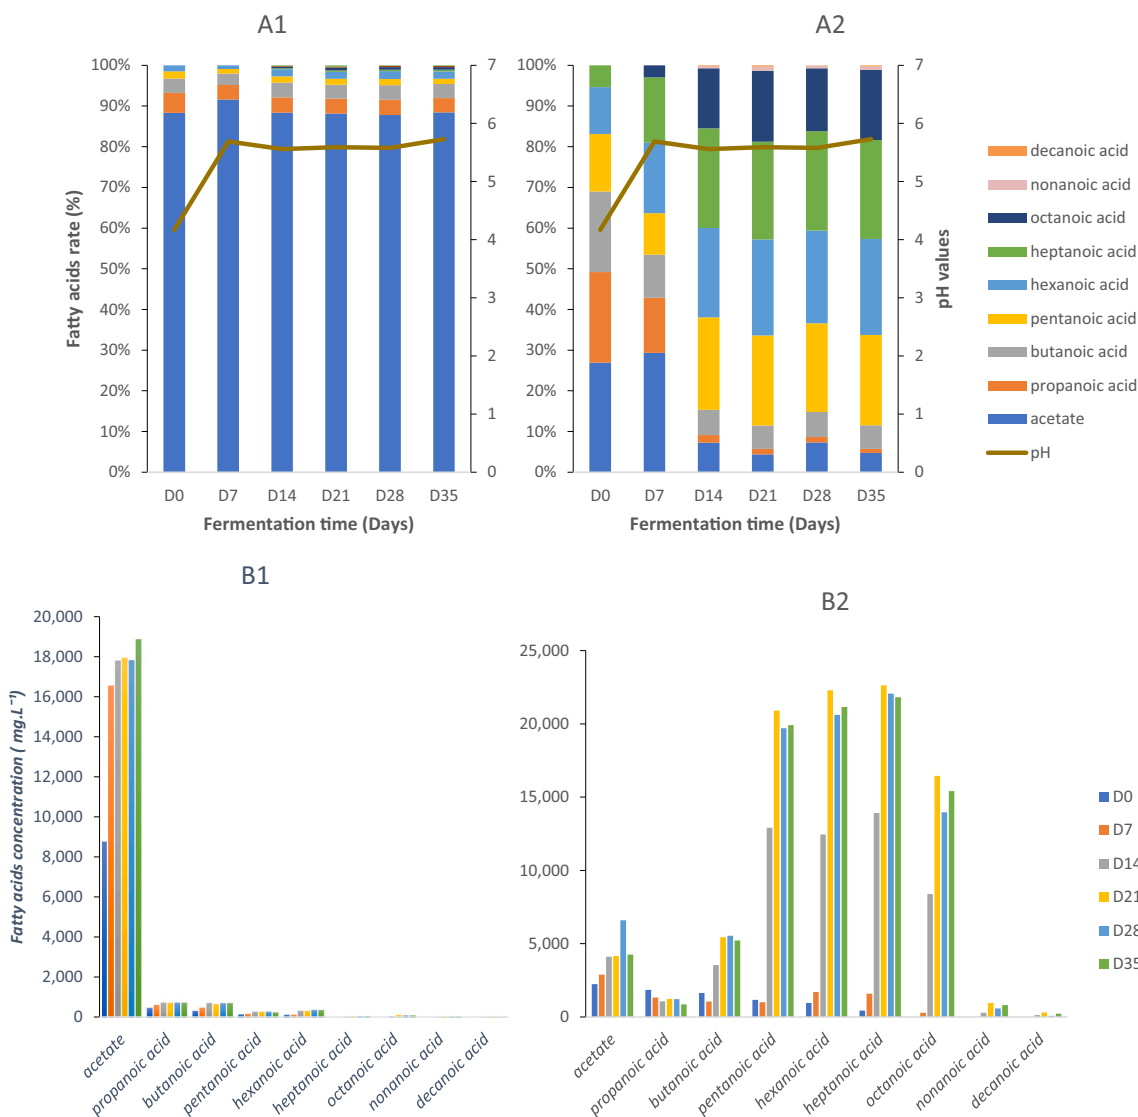 A1
A2
100%
90%
80%
70%
60%
50%
40%
30%
20%
10%
0%
Fatty acids rate (%)
7
6
5
4
3
2
1
0
D0 D7 D14 D21 D28 D35
Fermentation time (Days)
100%
90%
80%
70%
60%
50%
40%
30%
20%
10%
0%
7
6
5
4
3
2
1
0
pH values
D0 D7 D14 D21 D28 D35
Fermentation time (Days)
decanoic acid
nonanoic acid
octanoic acid
heptanoic acid
hexanoic acid
pentanoic acid
butanoic acid
propanoic acid
acetate
pH
B1
B2
20,000
18,000
16,000
14,000
12,000
10,000
8,000
6,000
4,000
2,000
0
Fatty acids concentration ( mg.L⁻¹)
acetate
propanoic acid
butanoic acid
pentanoic acid
hexanoic acid
heptanoic acid
octanoic acid
nonanoic acid
decanoic acid
25,000
20,000
15,000
10,000
5,000
0
acetate
propanoic acid
butanoic acid
pentanoic acid
hexanoic acid
heptanoic acid
octanoic acid
nonanoic acid
decanoic acid
D0
D7
D14
D21
D28
D35